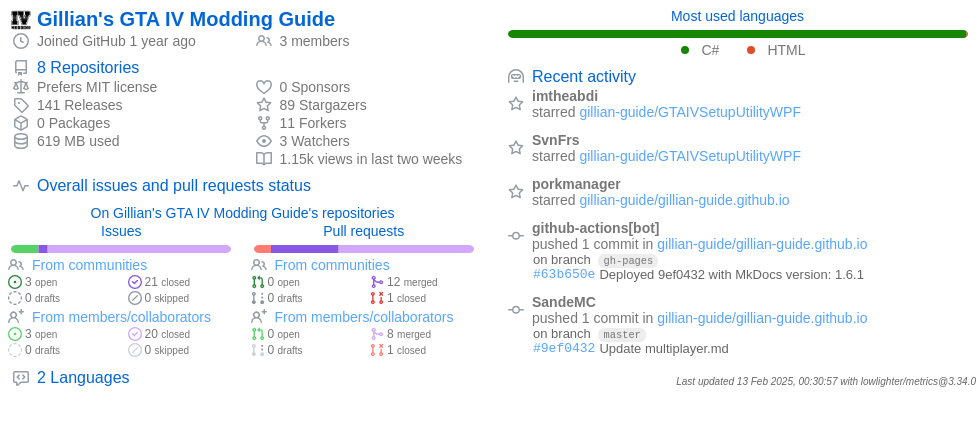 Gillian's GTA IV Modding Guide
Joined GitHub 1 year ago
3 members
8 Repositories
Prefers MIT license
141 Releases
0 Packages
619 MB used
0 Sponsors
89 Stargazers
11 Forkers
3 Watchers
1.15k views in last two weeks
Overall issues and pull requests status
On Gillian's GTA IV Modding Guide's repositories
Issues
From communities
3 open
21 closed
0 drafts
0 skipped
From members/collaborators
3 open
20 closed
0 drafts
0 skipped
Pull requests
From communities
0 open
12 merged
0 drafts
1 closed
From members/collaborators
0 open
8 merged
0 drafts
1 closed
2 Languages
Most used languages
C#
HTML
Recent activity
imtheabdi
starred gillian-guide/GTAIVSetupUtilityWPF
SvnFrs
starred gillian-guide/GTAIVSetupUtilityWPF
porkmanager
starred gillian-guide/gillian-guide.github.io
github-actions[bot]
pushed 1 commit in gillian-guide/gillian-guide.github.io
on branch gh-pages
#63b650e Deployed 9ef0432 with MkDocs version: 1.6.1
SandeMC
pushed 1 commit in gillian-guide/gillian-guide.github.io
on branch master
#9ef0432 Update multiplayer.md
Last updated 13 Feb 2025, 00:30:57 with lowlighter/metrics@3.34.0